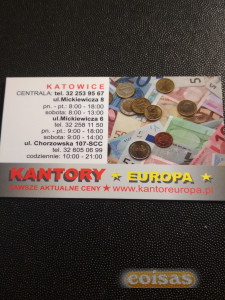 KATOWICE
CENTRALA: tel. 32 253 95 67
ul.Mickiewicza 8
pn. - pt.: 8:00 - 18:00
sobota: 8:00 - 13:00
ul.Mickiewicza 6
tel. 32 258 11 50
pn. - pt.: 9:00 - 18:00
sobota: 9:00 - 14:00
ul. Chorzowska 107-SCC
tel. 32 605 06 99
codziennie: 10:00 - 21:00
KANTORY ★ EUROPA ★
ZAWSZE AKTUALNE CENY ★ www.kantoreuropa.pl
coisas